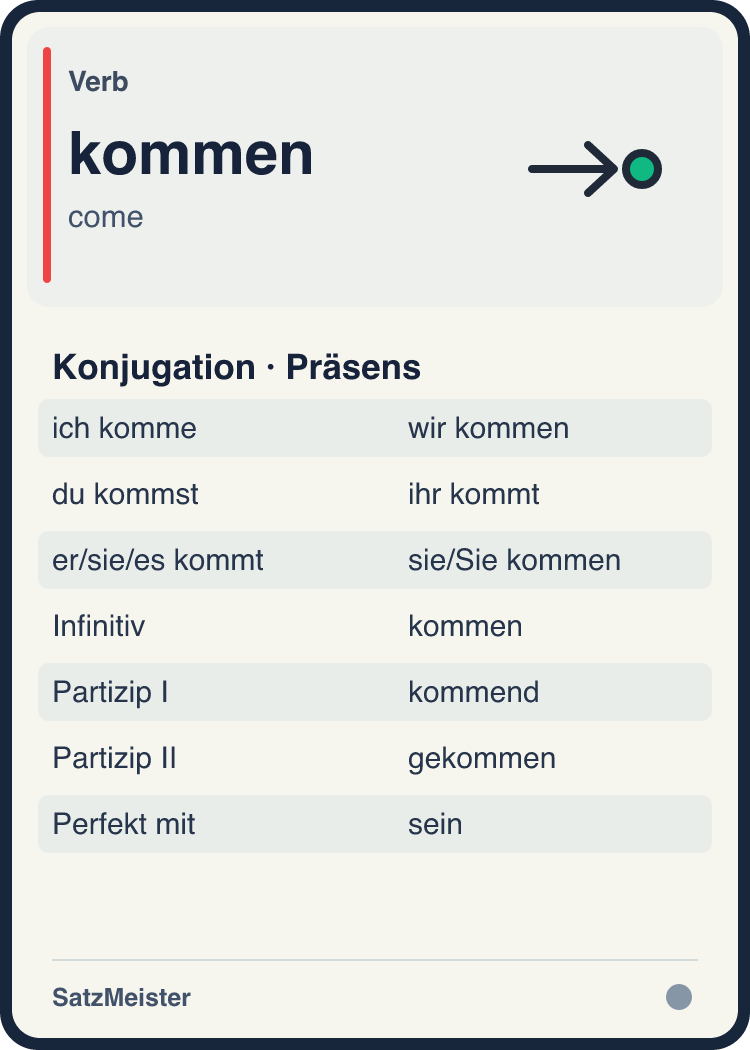 Verb
kommen
come
Konjugation · Präsens
ich komme wir kommen
du kommst ihr kommt
er/sie/es kommt sie/Sie kommen
Infinitiv kommen
Partizip I kommend
Partizip II gekommen
Perfekt mit sein
SatzMeister